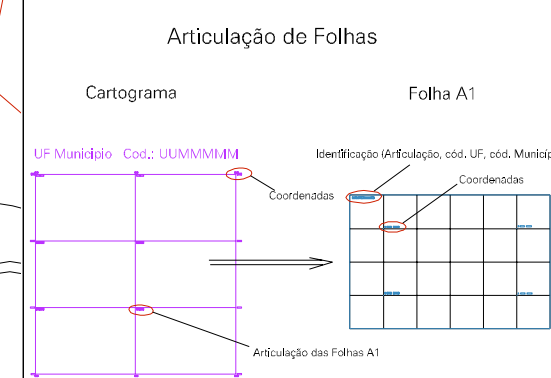 Articulação de Folhas
Cartograma
Folha A1
UF Municipio Cod.: UUMMMMM
Identificação (Articulação, cód. UF, cód.
Coordenadas
Coordenadas
Articulação das Folhas A1